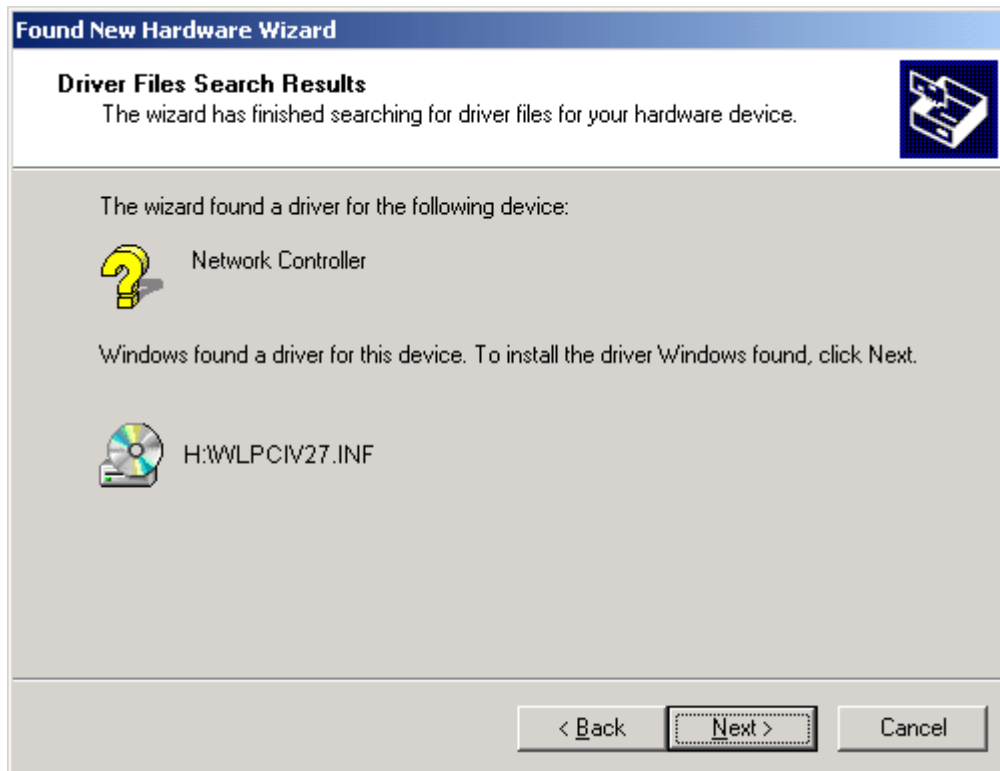 Found New Hardware Wizard
Driver Files Search Results
The wizard has finished searching for driver files for your hardware device.
The wizard found a driver for the following device:
Network Controller
Windows found a driver for this device. To install the driver Windows found, click Next.
H:\WLPCIV27.INF
< Back
Next >
Cancel